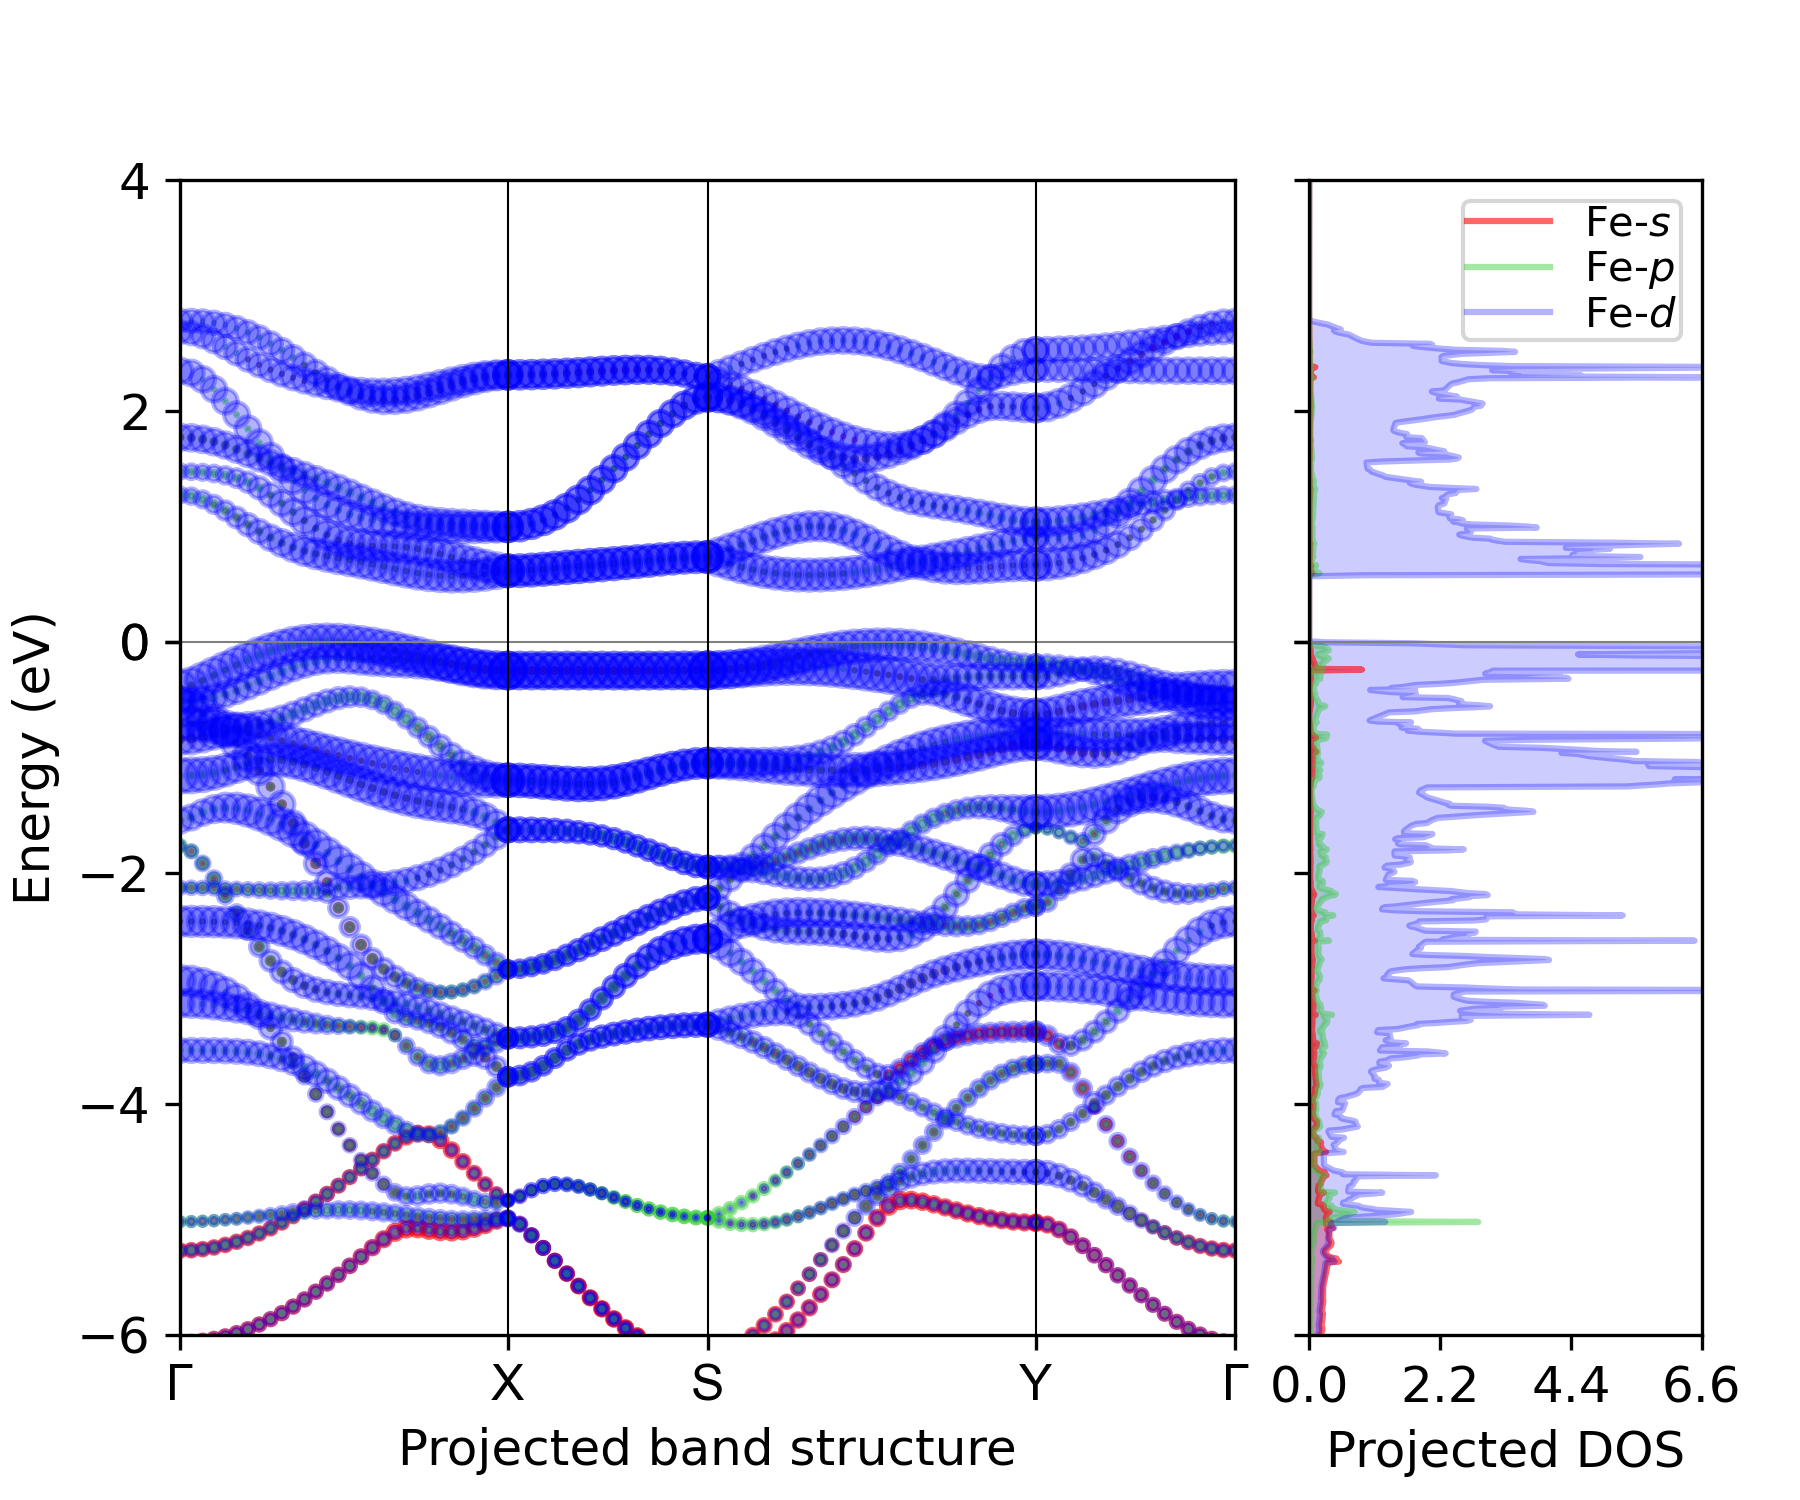 4
2
0
−2
−4
−6
Energy (eV)
Γ X S Y Γ
Projected band structure
Fe-s
Fe-p
Fe-d
0.0 2.2 4.4 6.6
Projected DOS